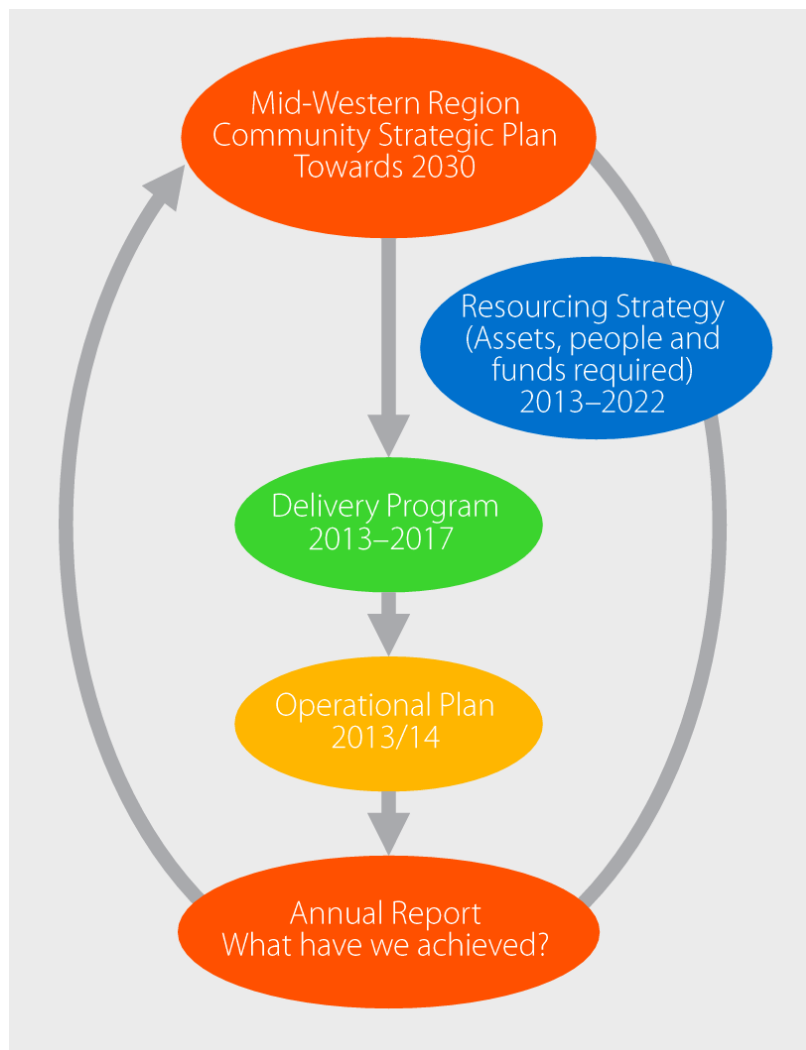 Mid-Western Region
Community Strategic Plan
Towards 2030
Resourcing Strategy
(Assets, people and
funds required)
2013–2022
Delivery Program
2013–2017
Operational Plan
2013/14
Annual Report
What have we achieved?